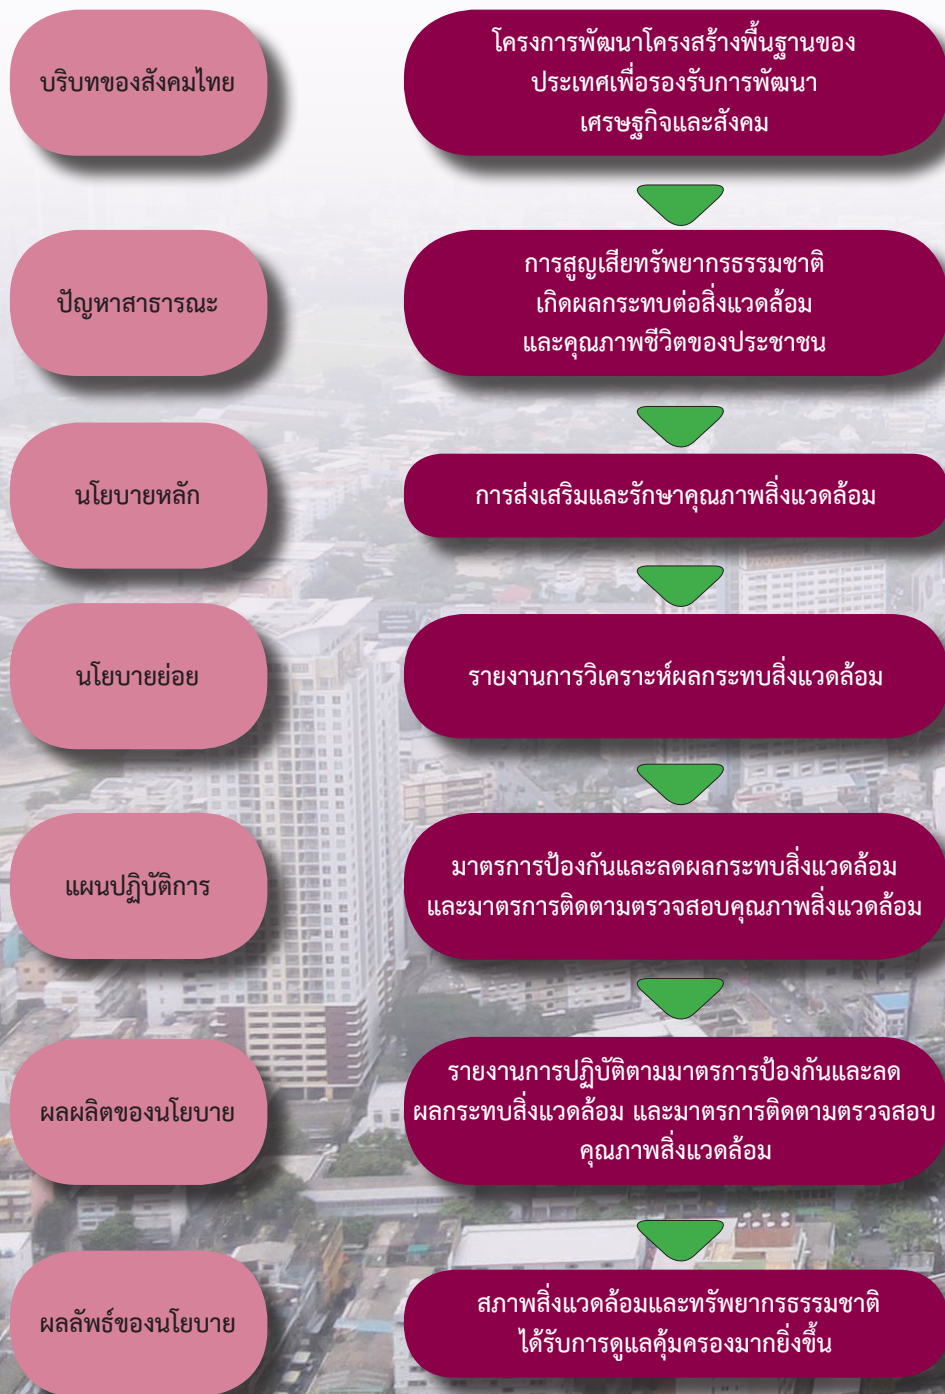 บริบทของสังคมไทย
โครงการพัฒนาโครงสร้างพื้นฐานของ
ประเทศเพื่อรองรับการพัฒนา
เศรษฐกิจและสังคม
ปัญหาสาธารณะ
การสูญเสียทรัพยากรธรรมชาติ
เกิดผลกระทบต่อสิ่งแวดล้อม
และคุณภาพชีวิตของประชาชน
นโยบายหลัก
การส่งเสริมและรักษาคุณภาพสิ่งแวดล้อม
นโยบายย่อย
รายงานการวิเคราะห์ผลกระทบสิ่งแวดล้อม
แผนปฏิบัติการ
มาตรการป้องกันและลดผลกระทบสิ่งแวดล้อม
และมาตรการติดตามตรวจสอบคุณภาพสิ่งแวดล้อม
ผลผลิตของนโยบาย
รายงานการปฏิบัติตามมาตรการป้องกันและลด
ผลกระทบสิ่งแวดล้อม และมาตรการติดตามตรวจสอบ
คุณภาพสิ่งแวดล้อม
ผลลัพธ์ของนโยบาย
สภาพสิ่งแวดล้อมและทรัพยากรธรรมชาติ
ได้รับการดูแลคุ้มครองมากยิ่งขึ้น